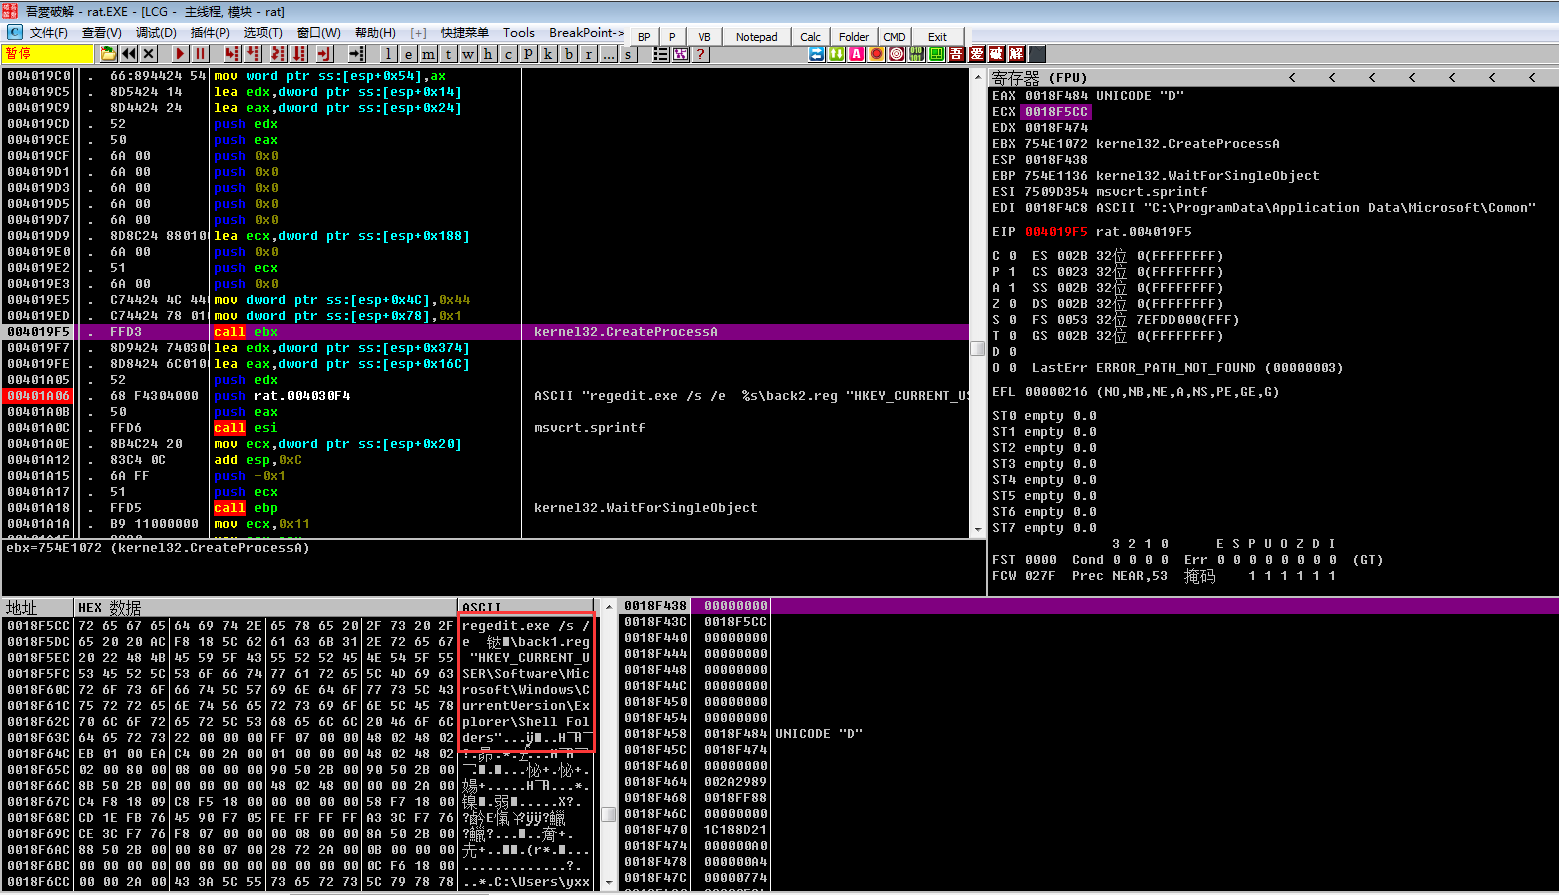 吾爱破解 - rat.EXE - [LCG -  主线程, 模块 - rat]
文件(F) 查看(V) 调试(D) 插件(P) 选项(T) 窗口(W) 帮助(H) [+] 快捷菜单 Tools BreakPoint-> BP P VB Notepad Calc Folder CMD Exit
暂停 l e m t w h c p k b r ... s ? 吾 爱 破 解
004019C0 . 66:894424 54 mov word ptr ss:[esp+0x54],ax
004019C5 . 8D5424 14 lea edx,dword ptr ss:[esp+0x14]
004019C9 . 8D4424 24 lea eax,dword ptr ss:[esp+0x24]
004019CD . 52 push edx
004019CE . 50 push eax
004019CF . 6A 00 push 0x0
004019D1 . 6A 00 push 0x0
004019D3 . 6A 00 push 0x0
004019D5 . 6A 00 push 0x0
004019D7 . 6A 00 push 0x0
004019D9 . 8D8C24 88010 lea ecx,dword ptr ss:[esp+0x188]
004019E0 . 6A 00 push 0x0
004019E2 . 51 push ecx
004019E3 . 6A 00 push 0x0
004019E5 . C74424 4C 44 mov dword ptr ss:[esp+0x4C],0x44
004019ED . C74424 78 01 mov dword ptr ss:[esp+0x78],0x1
004019F5 . FFD3 call ebx kernel32.CreateProcessA
004019F7 . 8D9424 74030 lea edx,dword ptr ss:[esp+0x374]
004019FE . 8D8424 6C010 lea eax,dword ptr ss:[esp+0x16C]
00401A05 . 52 push edx
00401A06 . 68 F4304000 push rat.004030F4 ASCII "regedit.exe /s /e  %s\back2.reg "HKEY_CURRENT_US
00401A0B . 50 push eax
00401A0C . FFD6 call esi msvcrt.sprintf
00401A0E . 8B4C24 20 mov ecx,dword ptr ss:[esp+0x20]
00401A12 . 83C4 0C add esp,0xC
00401A15 . 6A FF push -0x1
00401A17 . 51 push ecx
00401A18 . FFD5 call ebp kernel32.WaitForSingleObject
00401A1A . B9 11000000 mov ecx,0x11
ebx=754E1072 (kernel32.CreateProcessA)
寄存器 (FPU) < < < < < < <
EAX 0018F484 UNICODE "D"
ECX 0018F5CC
EDX 0018F474
EBX 754E1072 kernel32.CreateProcessA
ESP 0018F438
EBP 754E1136 kernel32.WaitForSingleObject
ESI 7509D354 msvcrt.sprintf
EDI 0018F4C8 ASCII "C:\ProgramData\Application Data\Microsoft\Comon"
EIP 004019F5 rat.004019F5
C 0 ES 002B 32位 0(FFFFFFFF)
P 1 CS 0023 32位 0(FFFFFFFF)
A 1 SS 002B 32位 0(FFFFFFFF)
Z 0 DS 002B 32位 0(FFFFFFFF)
S 0 FS 0053 32位 7EFDD000(FFF)
T 0 GS 002B 32位 0(FFFFFFFF)
D 0
O 0 LastErr ERROR_PATH_NOT_FOUND (00000003)
EFL 00000216 (NO,NB,NE,A,NS,PE,GE,G)
ST0 empty 0.0
ST1 empty 0.0
ST2 empty 0.0
ST3 empty 0.0
ST4 empty 0.0
ST5 empty 0.0
ST6 empty 0.0
ST7 empty 0.0
3 2 1 0 E S P U O Z D I
FST 0000 Cond 0 0 0 0 Err 0 0 0 0 0 0 0 0 (GT)
FCW 027F Prec NEAR,53 掩码 1 1 1 1 1 1
地址 HEX 数据 ASCII
0018F5CC 72 65 67 65 64 69 74 2E 65 78 65 20 2F 73 20 2F regedit.exe /s /
0018F5DC 65 20 20 AC F8 18 5C 62 61 63 6B 31 2E 72 65 67 \back1.reg
0018F5EC 20 22 48 4B 45 59 5F 43 55 52 52 45 4E 54 5F 55 "HKEY_CURRENT_U
0018F5FC 53 45 52 5C 53 6F 66 74 77 61 72 65 5C 4D 69 63 SER\Software\Mic
0018F60C 72 6F 73 6F 66 74 5C 57 69 6E 64 6F 77 73 5C 43 rosoft\Windows\C
0018F61C 75 72 72 65 6E 74 56 65 72 73 69 6F 6E 5C 45 78 urrentVersion\Ex
0018F62C 70 6C 6F 72 65 72 5C 53 68 65 6C 6C 20 46 6F 6C plorer\Shell Fol
0018F63C 64 65 72 73 22 00 00 00 FF 07 00 00 48 02 48 02 ders"...
0018F64C EB 01 00 EA C4 00 2A 00 01 00 00 00 48 02 48 02
0018F65C 02 00 80 00 08 00 00 00 90 50 2B 00 90 50 2B 00
0018F66C 8B 50 2B 00 00 00 00 00 48 02 48 00 00 00 2A 00
0018F67C C4 F8 18 09 C8 F5 18 00 00 00 00 00 58 F7 18 00
0018F68C CD 1E FB 76 45 90 F7 05 FE FF FF FF A3 3C F7 76
0018F69C CE 3C F7 76 F8 07 00 00 00 08 00 00 8A 50 2B 00
0018F6AC 88 50 2B 00 00 80 07 00 28 72 2A 00 0B 00 00 00
0018F6BC 00 00 00 00 00 00 00 00 00 00 00 00 0C F6 18 00
0018F6CC 00 00 2A 00 43 3A 5C 55 73 65 72 73 5C 79 78 78 ..*.C:\Users\yxx
0018F438 00000000
0018F43C 0018F5CC
0018F440 00000000
0018F444 00000000
0018F448 00000000
0018F44C 00000000
0018F450 00000000
0018F454 00000000
0018F458 0018F484 UNICODE "D"
0018F45C 0018F474
0018F460 00000000
0018F464 002A2989
0018F468 0018FF88
0018F46C 00000000
0018F470 1C188D21
0018F474 000000A0
0018F478 000000A4
0018F47C 00000774